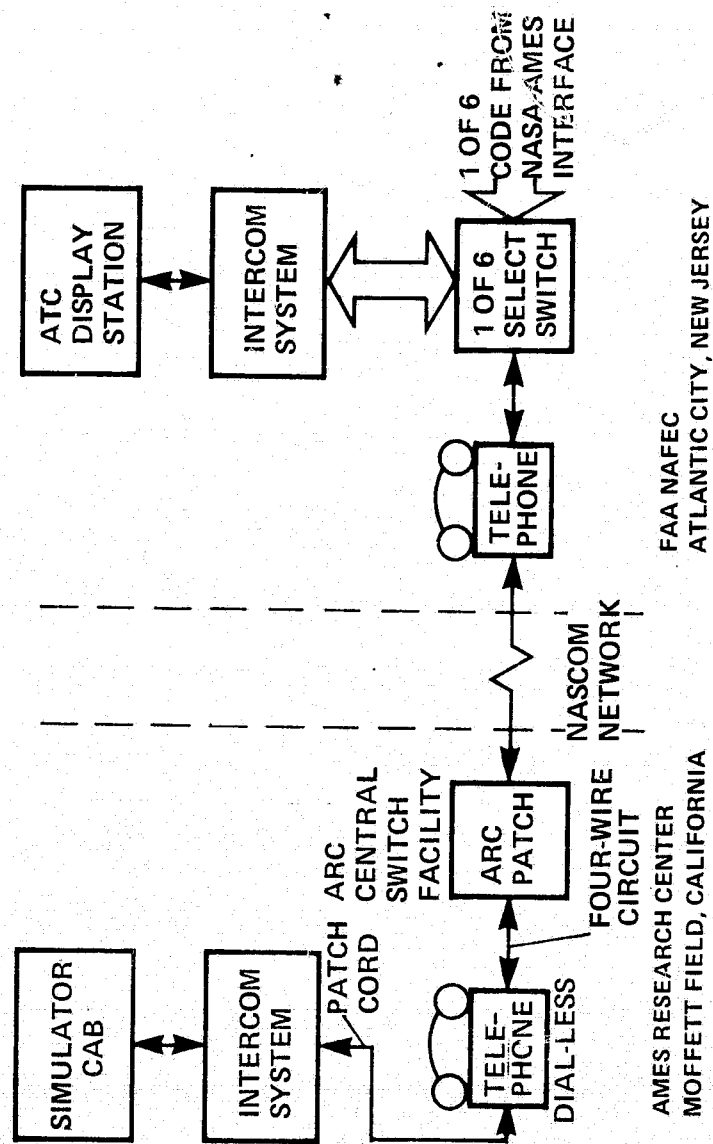 SIMULATOR
CAB
INTERCOM
SYSTEM
PATCH
CORD
TELE-
PHONE
DIAL-LESS
ARC
CENTRAL
SWITCH
FACILITY
ARC
PATCH
FOUR-WIRE
CIRCUIT
AMES RESEARCH CENTER
MOFFETT FIELD, CALIFORNIA
NASCOM
NETWORK
ATC
DISPLAY
STATION
INTERCOM
SYSTEM
TELE-
PHONE
1 OF 6
SELECT
SWITCH
1 OF 6
CODE FROM
NASA-AMES
INTERFACE
FAA NAFEC
ATLANTIC CITY, NEW JERSEY